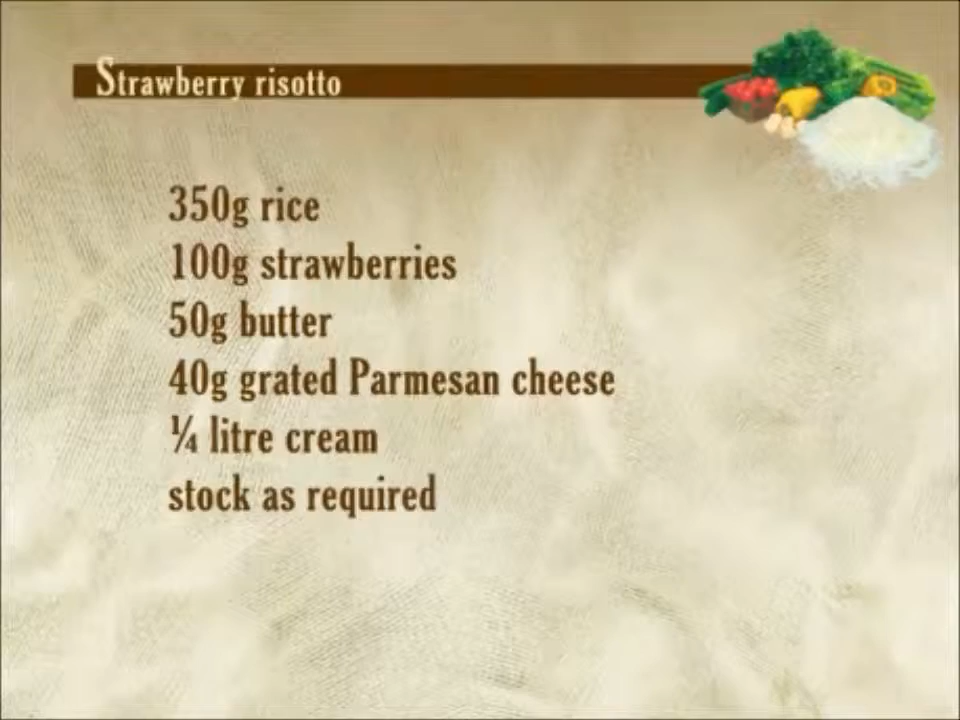 Strawberry risotto
350g rice
100g strawberries
50g butter
40g grated Parmesan cheese
¼ litre cream
stock as required